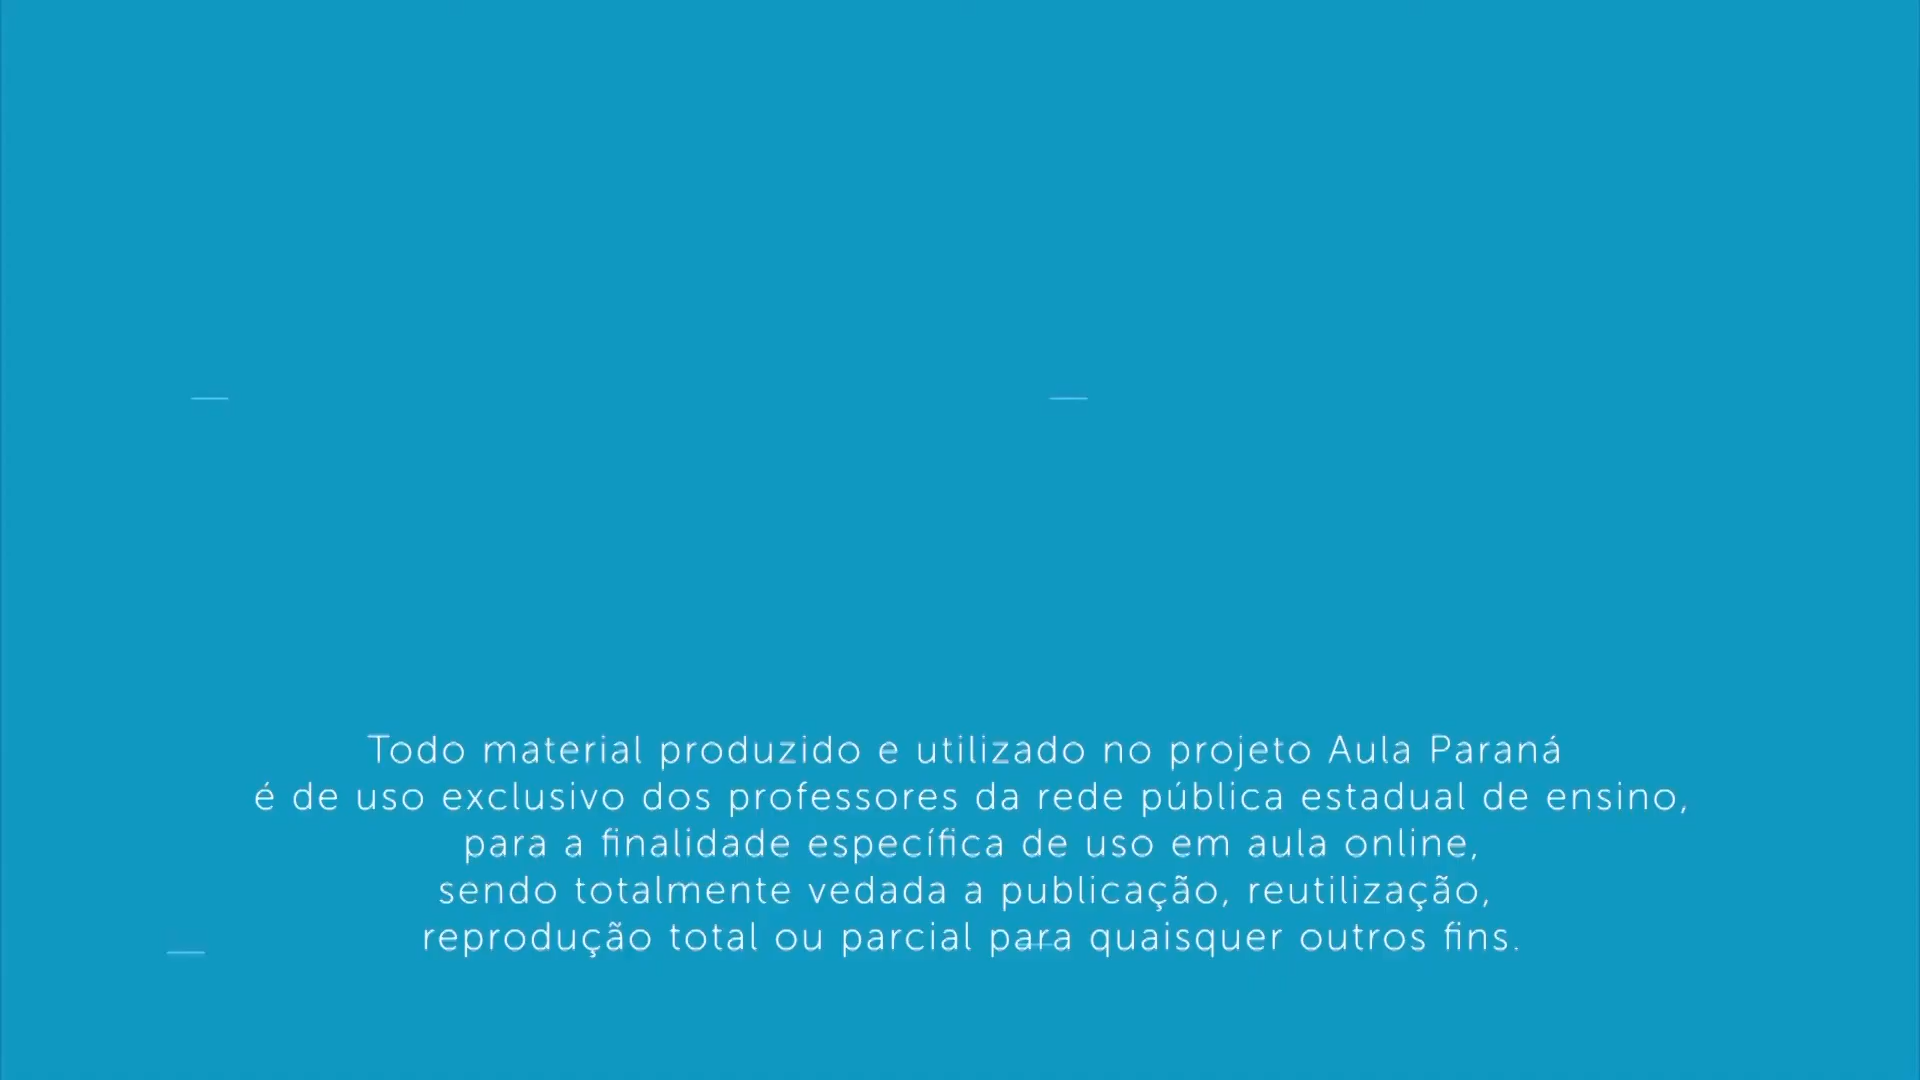 Todo material produzido e utilizado no projeto Aula Paraná
é de uso exclusivo dos professores da rede pública estadual de ensino,
para a finalidade específica de uso em aula online,
sendo totalmente vedada a publicação, reutilização,
reprodução total ou parcial para quaisquer outros fins.